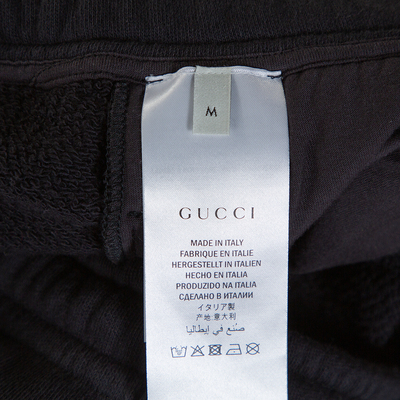 M
GUCCI
MADE IN ITALY
FABRIQUE EN ITALIE
HERGESTELLT IN ITALIEN
HECHO EN ITALIA
PRODUZIDO NA ITALIA
СДЕЛАНО В ИТАЛИИ
イタリア製
产地 意大利
صنع في إيطاليا